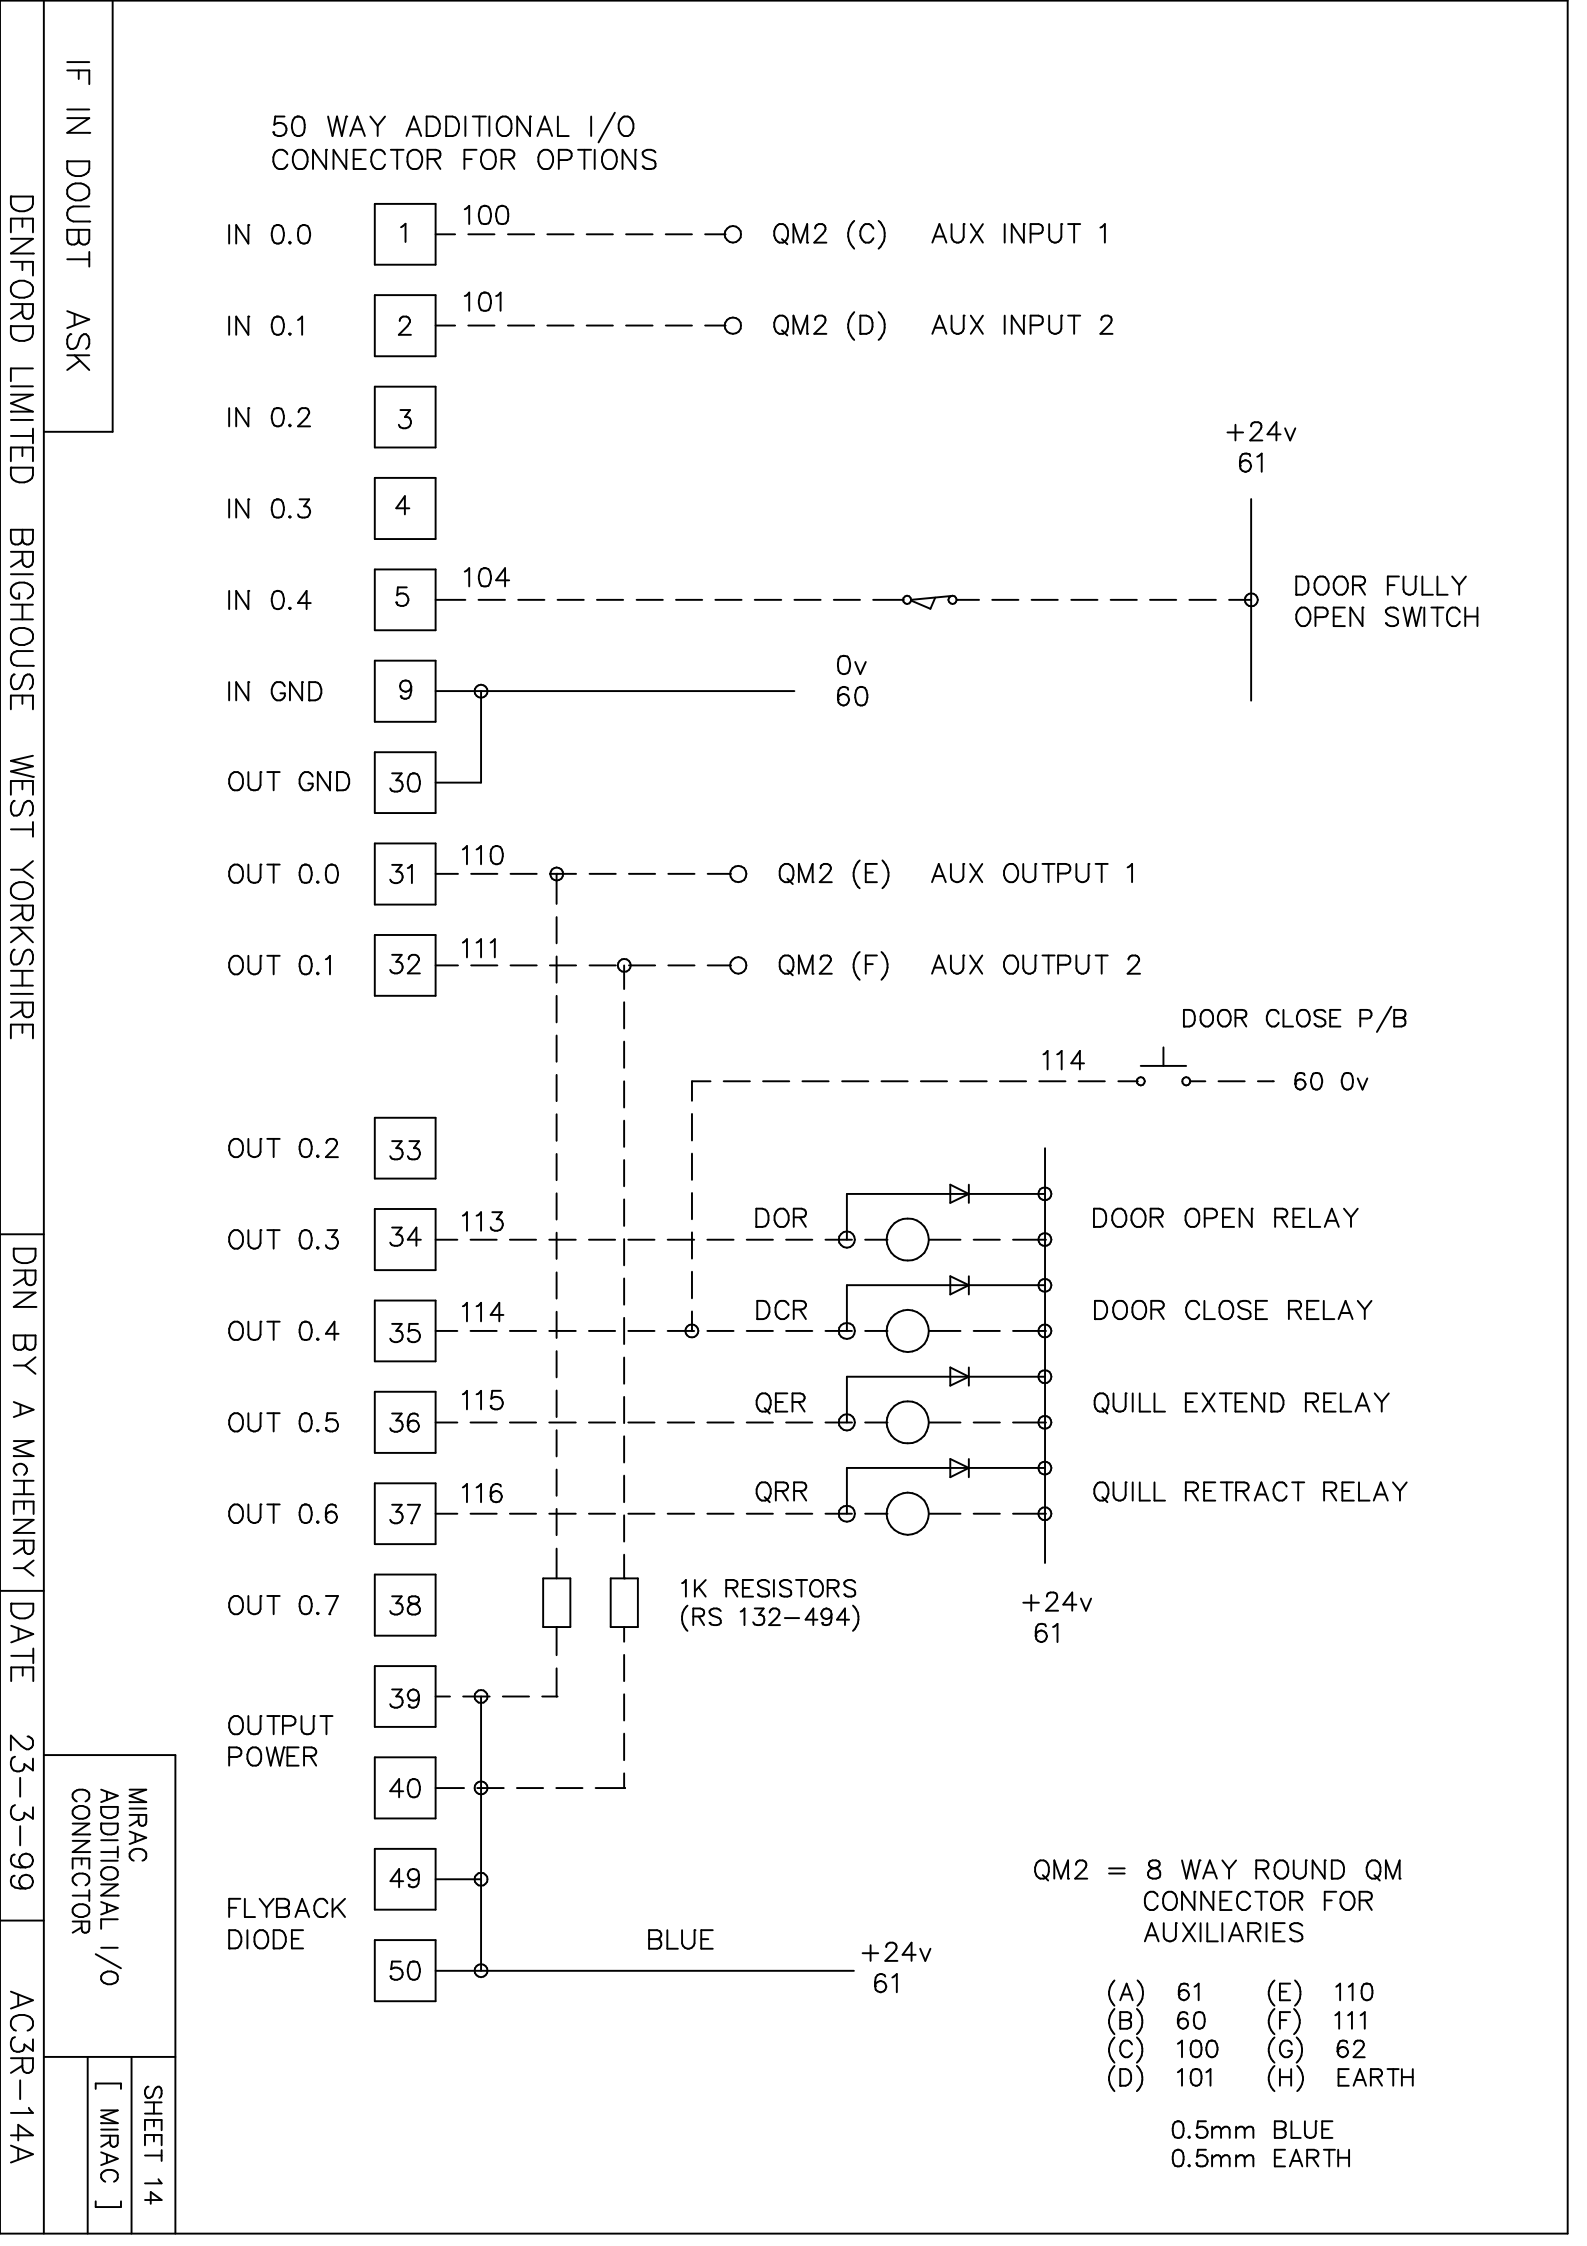 50 WAY ADDITIONAL I/O
CONNECTOR FOR OPTIONS
IN 0.0 1 100 QM2 (C) AUX INPUT 1
IN 0.1 2 101 QM2 (D) AUX INPUT 2
IN 0.2 3
+24v
61
IN 0.3 4
IN 0.4 5 104
DOOR FULLY
OPEN SWITCH
IN GND 9
0v
60
OUT GND 30
OUT 0.0 31 110 QM2 (E) AUX OUTPUT 1
OUT 0.1 32 111 QM2 (F) AUX OUTPUT 2
DOOR CLOSE P/B
114 60 0v
OUT 0.2 33
OUT 0.3 34 113 DOR DOOR OPEN RELAY
OUT 0.4 35 114 DCR DOOR CLOSE RELAY
OUT 0.5 36 115 QER QUILL EXTEND RELAY
OUT 0.6 37 116 QRR QUILL RETRACT RELAY
OUT 0.7 38
1K RESISTORS
(RS 132-494)
+24v
61
39
OUTPUT
POWER
40
49
FLYBACK
DIODE
50 BLUE
+24v
61
QM2 = 8 WAY ROUND QM
CONNECTOR FOR
AUXILIARIES
(A) 61 (E) 110
(B) 60 (F) 111
(C) 100 (G) 62
(D) 101 (H) EARTH
0.5mm BLUE
0.5mm EARTH
IF IN DOUBT ASK
MIRAC
ADDITIONAL I/O
CONNECTOR
SHEET 14
[ MIRAC ]
DENFORD LIMITED BRIGHOUSE WEST YORKSHIRE DRN BY A McHENRY DATE 23-3-99 AC3R-14A